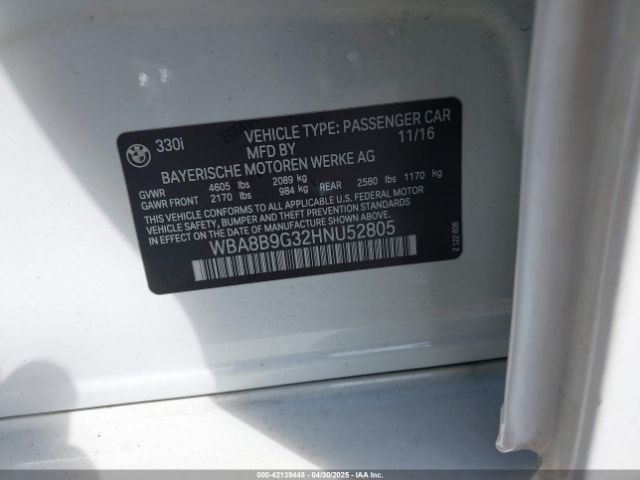 BMW
330i VEHICLE TYPE: PASSENGER CAR
MFD BY 11/16
BAYERISCHE MOTOREN WERKE AG
GVWR 4605 lbs 2089 kg
GAWR FRONT 2170 lbs 984 kg REAR 2580 lbs 1170 kg
THIS VEHICLE CONFORMS TO ALL APPLICABLE U.S. FEDERAL MOTOR
VEHICLE SAFETY, BUMPER AND THEFT PREVENTION STANDARDS
IN EFFECT ON THE DATE OF MANUFACTURE SHOWN ABOVE.
WBA8B9G32HNU52805
000-42139448 - 04/30/2025 - IAAI.COM